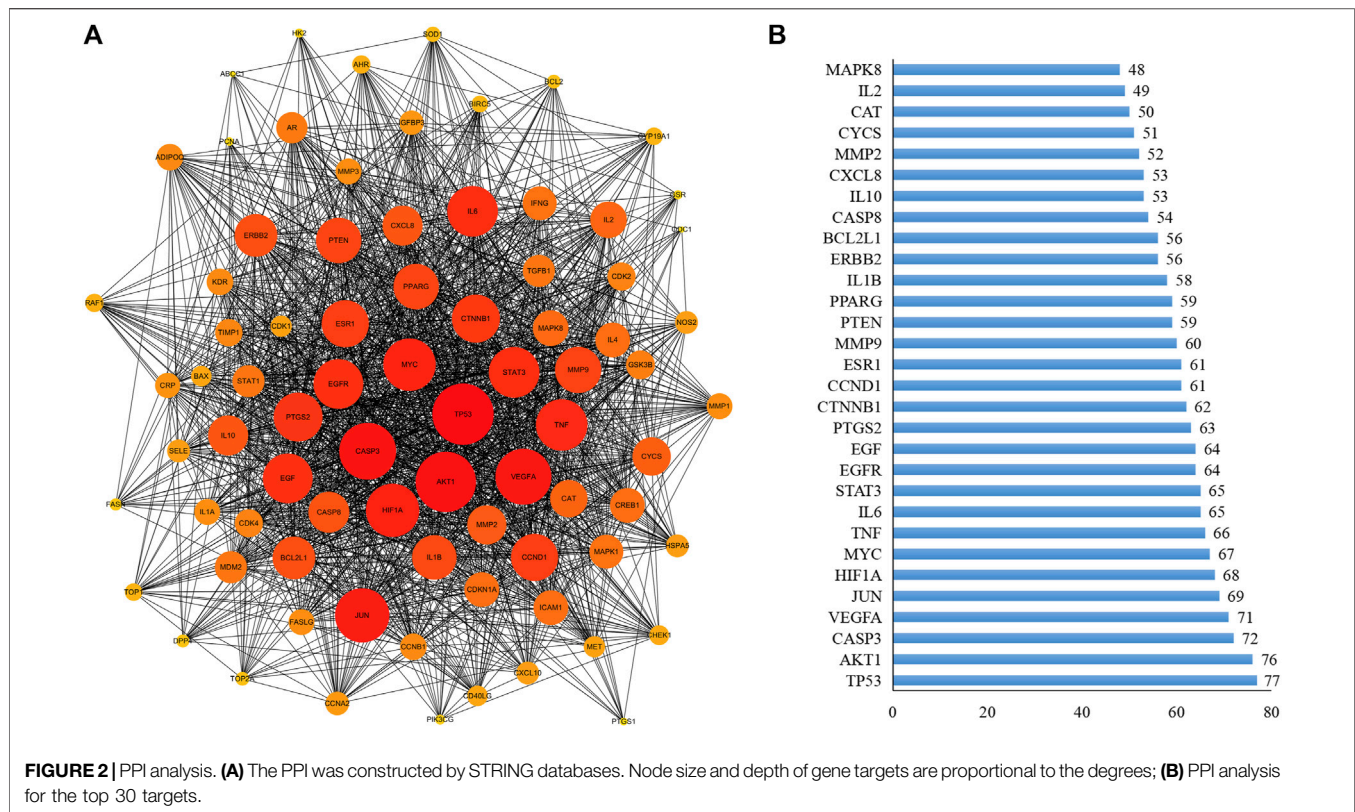 A
B
HK2
SOD1
ABCC1
AHR
BCL2
BIRC5
AR
IGFBP3
CYP19A1
PCNA
ADIPOQ
MMP3
GSR
IL6
IFNG
CXCL8
IL2
ODC1
ERBB2
PTEN
TGFB1
CDK2
KDR
PPARG
RAF1
ESR1
CTNNB1
NOS2
TIMP1
CDK1
MAPK8
IL4
MYC
GSK3B
BAX
STAT3
MMP9
CRP
STAT1
EGFR
MMP1
TP53
PTGS2
TNF
IL10
SELE
CASP3
CYCS
EGF
AKT1
VEGFA
CAT
FASN
IL1A
CASP8
HIF1A
CREB1
CDK4
MMP2
HSPA5
MDM2
BCL2L1
IL1B
CCND1
MAPK1
TOP1
CDKN1A
ICAM1
JUN
FASLG
CHEK1
DPP4
CCNB1
MET
TOP2A
CXCL10
CD40LG
CCNA2
PIK3CG
PTGS1
MAPK8 48
IL2 49
CAT 50
CYCS 51
MMP2 52
CXCL8 53
IL10 53
CASP8 54
BCL2L1 56
ERBB2 56
IL1B 58
PPARG 59
PTEN 59
MMP9 60
ESR1 61
CCND1 61
CTNNB1 62
PTGS2 63
EGF 64
EGFR 64
STAT3 65
IL6 65
TNF 66
MYC 67
HIF1A 68
JUN 69
VEGFA 71
CASP3 72
AKT1 76
TP53 77
0 20 40 60 80
FIGURE 2 | PPI analysis. (A) The PPI was constructed by STRING databases. Node size and depth of gene targets are proportional to the degrees; (B) PPI analysis
for the top 30 targets.